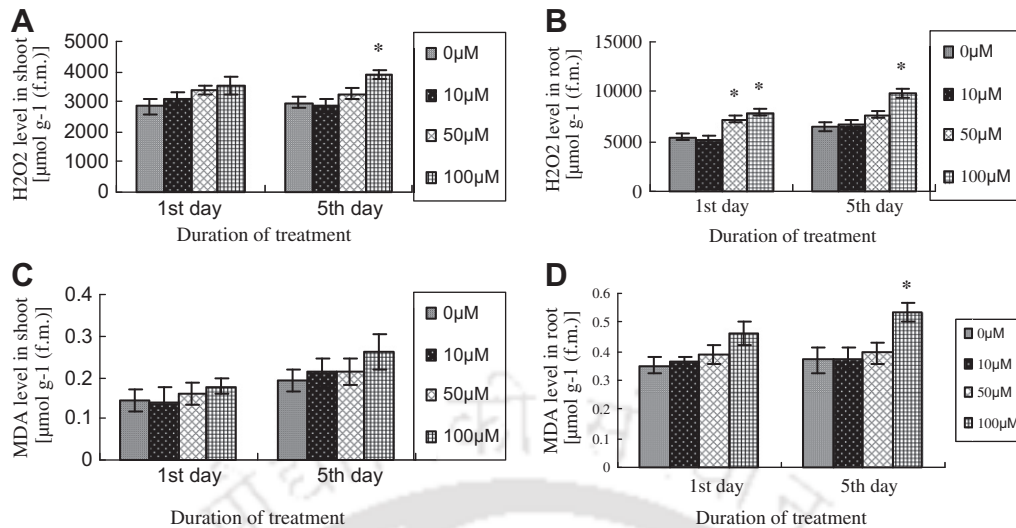 A
H2O2 level in shoot
[µmol g-1 (f.m.)]
5000
4000
3000
2000
1000
0
*
1st day
5th day
Duration of treatment
0µM
10µM
50µM
100µM
B
H2O2 level in root
[µmol g-1 (f.m.)]
15000
10000
5000
0
*
*
*
1st day
5th day
Duration of treatment
0µM
10µM
50µM
100µM
C
MDA level in shoot
[µmol g-1 (f.m.)]
0.4
0.3
0.2
0.1
0
1st day
5th day
Duration of treatment
0µM
10µM
50µM
100µM
D
MDA level in root
[µmol g-1 (f.m.)]
0.6
0.5
0.4
0.3
0.2
0.1
0
*
1st day
5th day
Duration of treatment
0µM
10µM
50µM
100µM